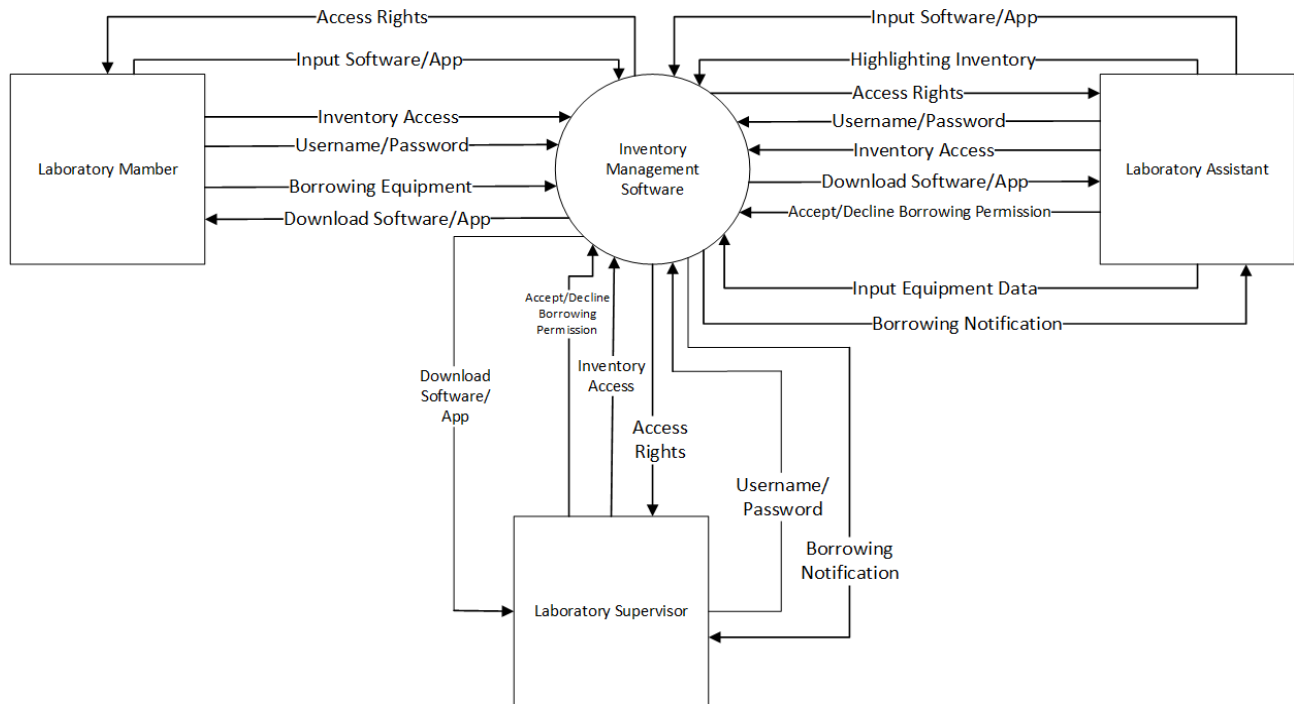 Access Rights
Input Software/App
Input Software/App
Highlighting Inventory
Access Rights
Inventory Access
Username/Password
Username/Password
Inventory Access
Laboratory Mamber
Inventory
Management
Software
Laboratory Assistant
Borrowing Equipment
Download Software/App
Download Software/App
Accept/Decline Borrowing Permission
Input Equipment Data
Borrowing Notification
Accept/Decline
Borrowing
Permission
Inventory
Access
Download
Software/
App
Access
Rights
Username/
Password
Borrowing
Notification
Laboratory Supervisor